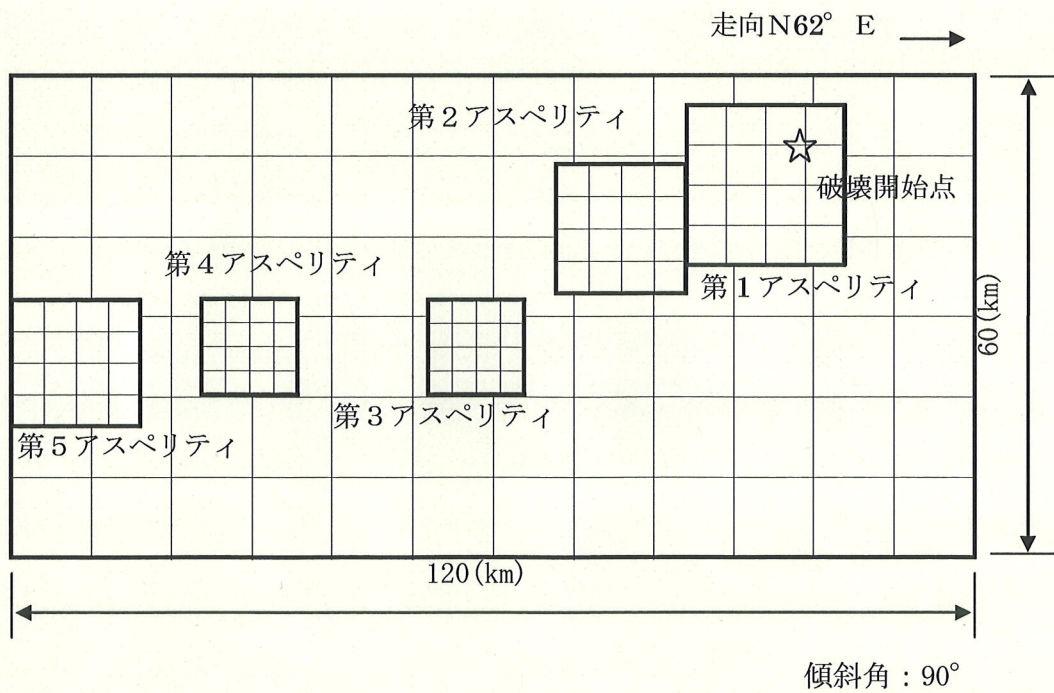 走向N62° E
第２アスペリティ
破壊開始点
第４アスペリティ
第１アスペリティ
60(km)
第３アスペリティ
第５アスペリティ
120(km)
傾斜角：90°